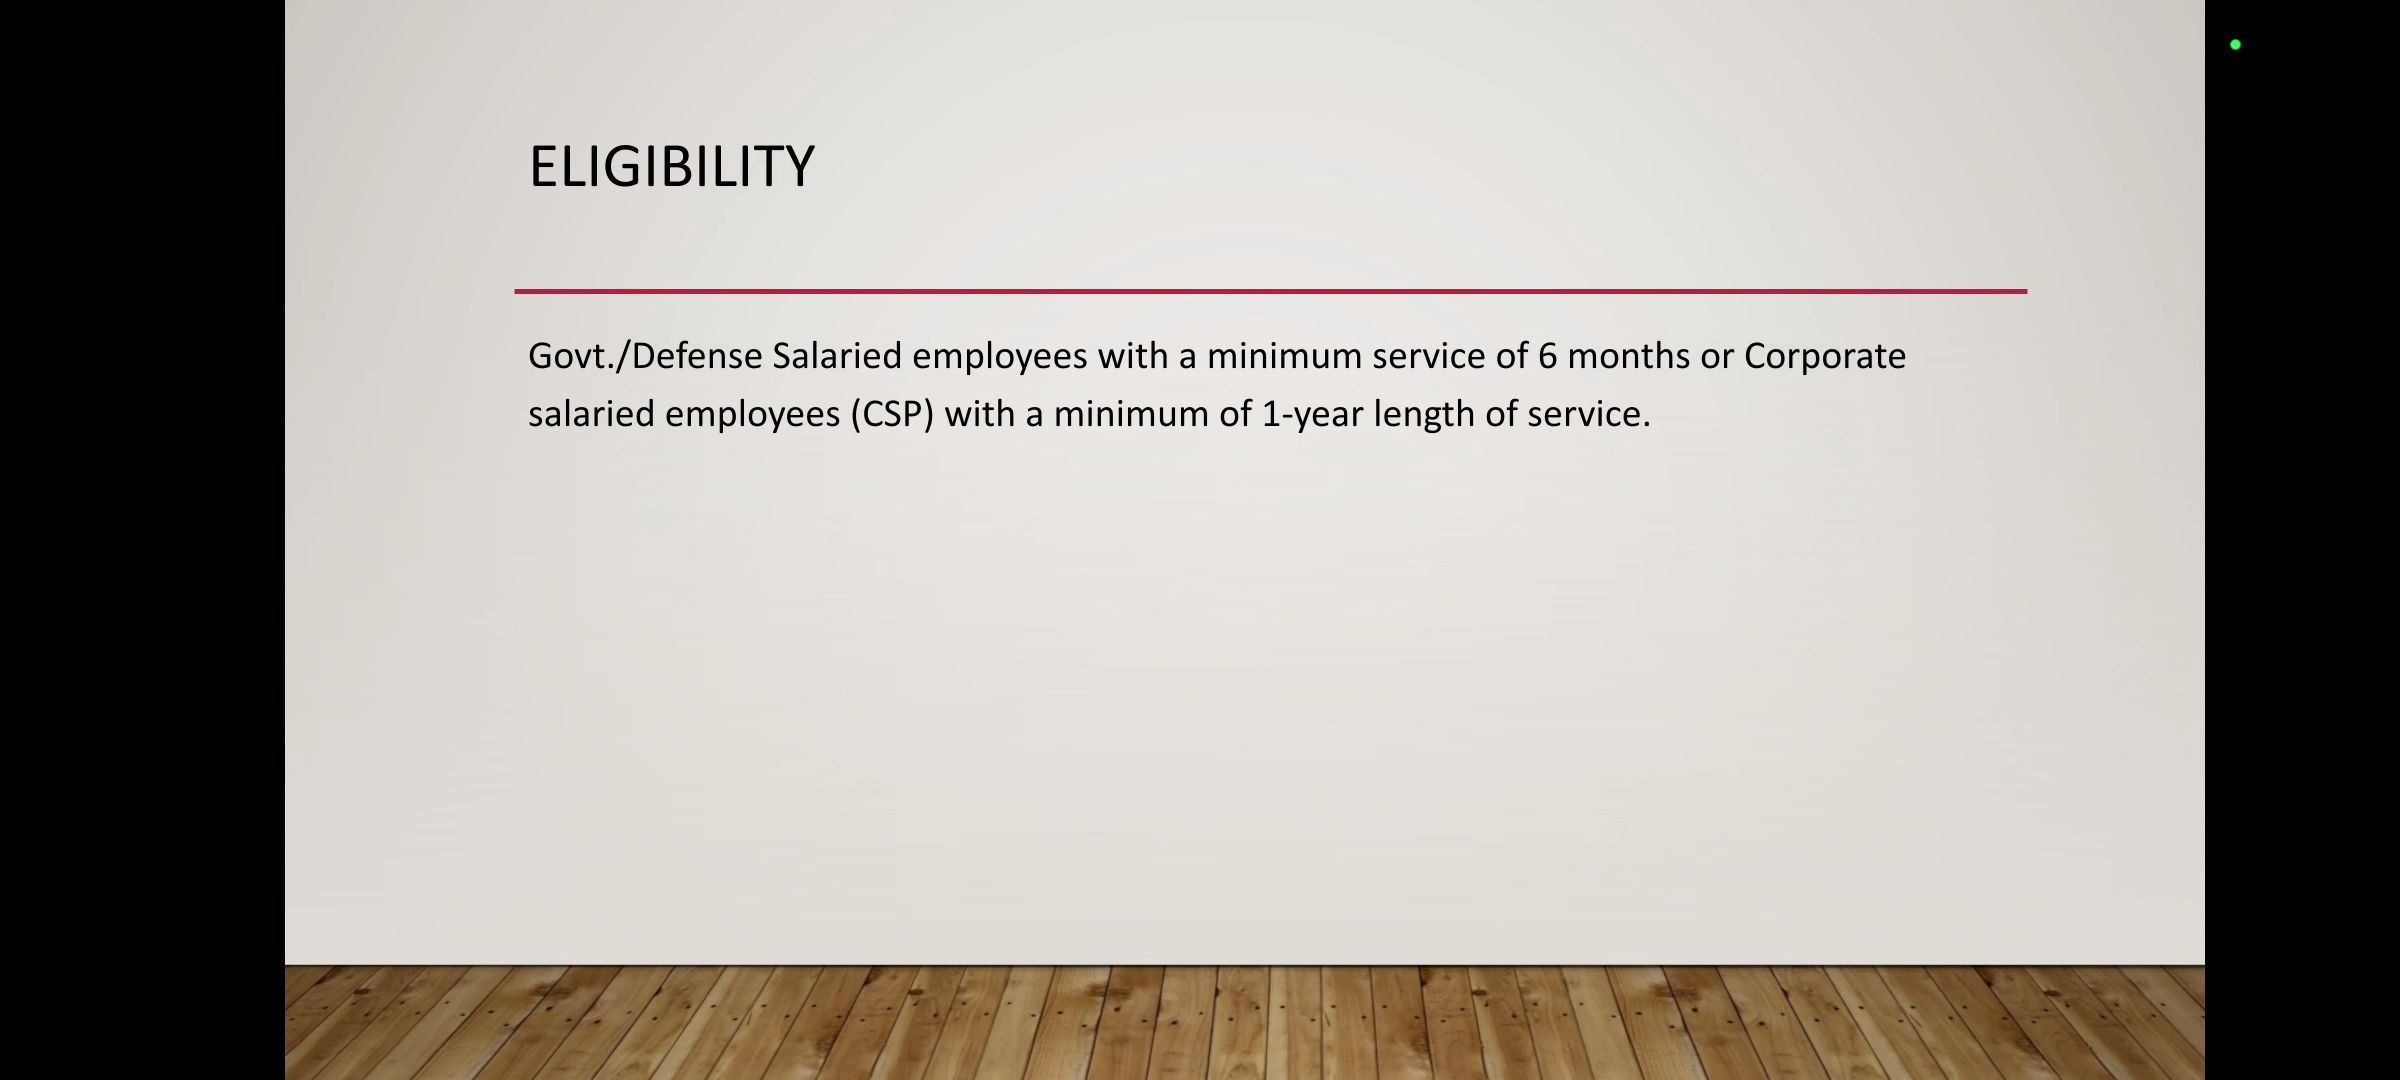 ELIGIBILITY
Govt./Defense Salaried employees with a minimum service of 6 months or Corporate
salaried employees (CSP) with a minimum of 1-year length of service.